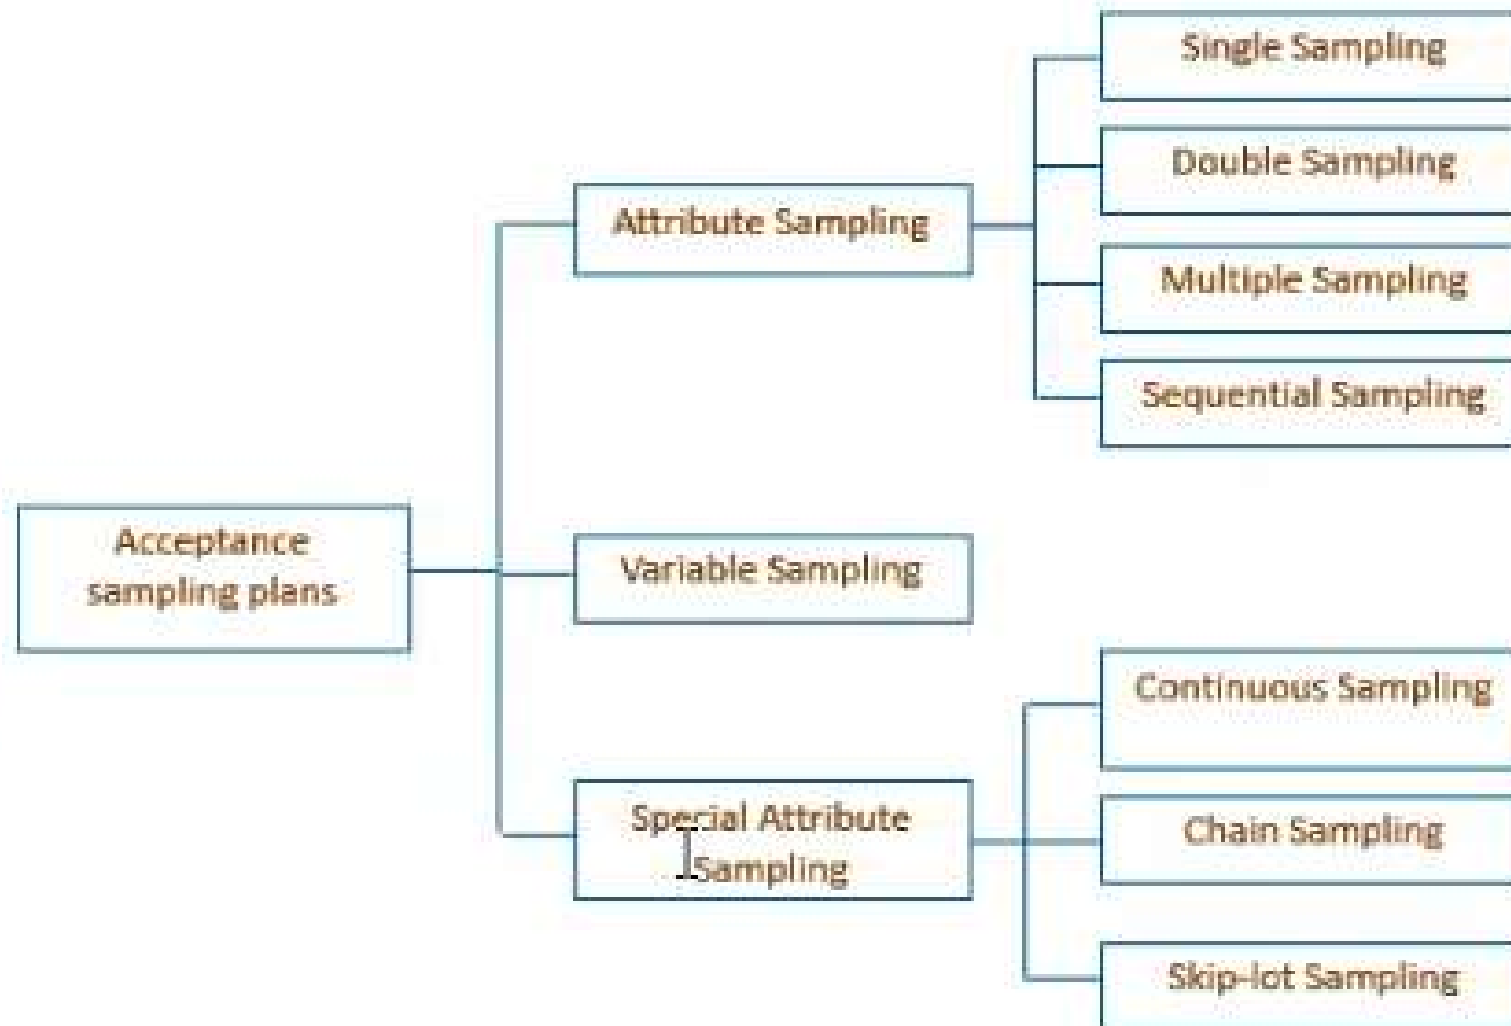 Single Sampling
Double Sampling
Attribute Sampling
Multiple Sampling
Sequential Sampling
Acceptance
sampling plans
Variable Sampling
Continuous Sampling
Special Attribute
Sampling
Chain Sampling
Skip-lot Sampling